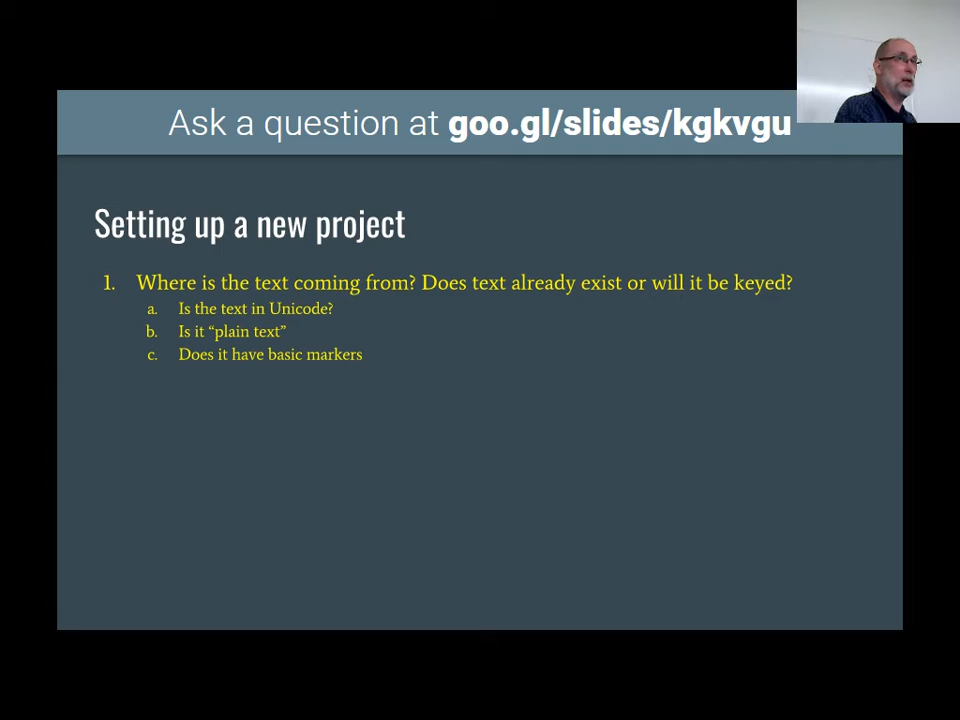 Ask a question at goo.gl/slides/kgkvgu
Setting up a new project
1. Where is the text coming from? Does text already exist or will it be keyed?
a. Is the text in Unicode?
b. Is it “plain text”
c. Does it have basic markers